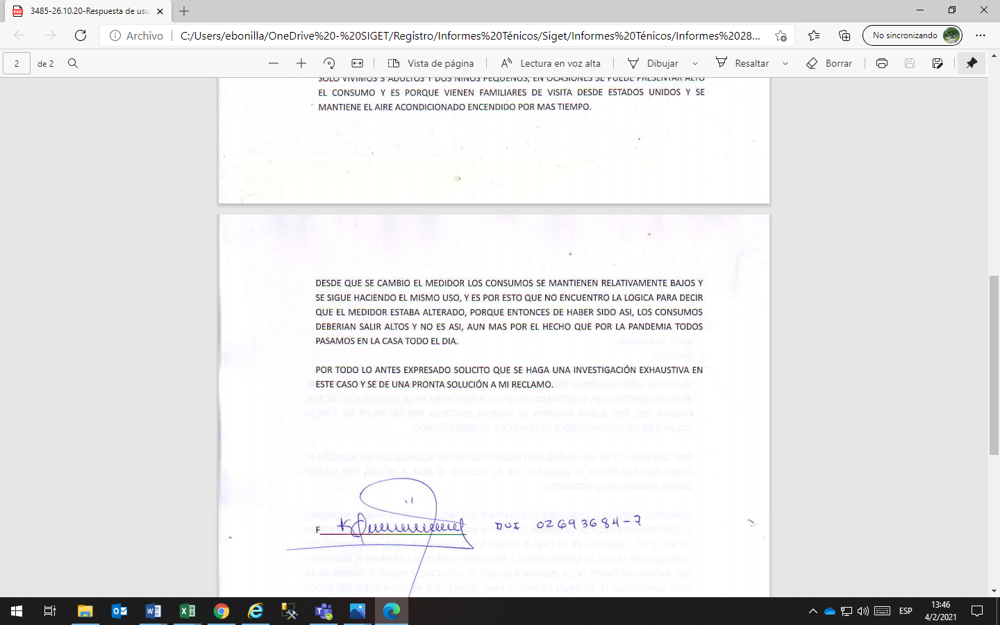 3485-26.10.20-Respuesta de usu
Archivo
C:/Users/ebonilla/OneDrive%20-%20SIGET/Registro/Informes%20Ténicos/Siget/Informes%20Ténicos/Informes%2028...
No sincronizando
2
de 2
Vista de página
Lectura en voz alta
Dibujar
Resaltar
Borrar
SOLO VIVIMOS 3 ADULTOS Y DOS NIÑOS PEQUEÑOS, EN OCASIONES SE PUEDE PRESENTAR ALTO
EL CONSUMO Y ES PORQUE VIENEN FAMILIARES DE VISITA DESDE ESTADOS UNIDOS Y SE
MANTIENE EL AIRE ACONDICIONADO ENCENDIDO POR MAS TIEMPO.
DESDE QUE SE CAMBIO EL MEDIDOR LOS CONSUMOS SE MANTIENEN RELATIVAMENTE BAJOS Y
SE SIGUE HACIENDO EL MISMO USO, Y ES POR ESTO QUE NO ENCUENTRO LA LOGICA PARA DECIR
QUE EL MEDIDOR ESTABA ALTERADO, PORQUE ENTONCES DE HABER SIDO ASI, LOS CONSUMOS
DEBERIAN SALIR ALTOS Y NO ES ASI, AUN MAS POR EL HECHO QUE POR LA PANDEMIA TODOS
PASAMOS EN LA CASA TODO EL DIA.
POR TODO LO ANTES EXPRESADO SOLICITO QUE SE HAGA UNA INVESTIGACIÓN EXHAUSTIVA EN
ESTE CASO Y SE DE UNA PRONTA SOLUCIÓN A MI RECLAMO.
F
DUI 02693684-7
ESP
13:46
4/2/2021